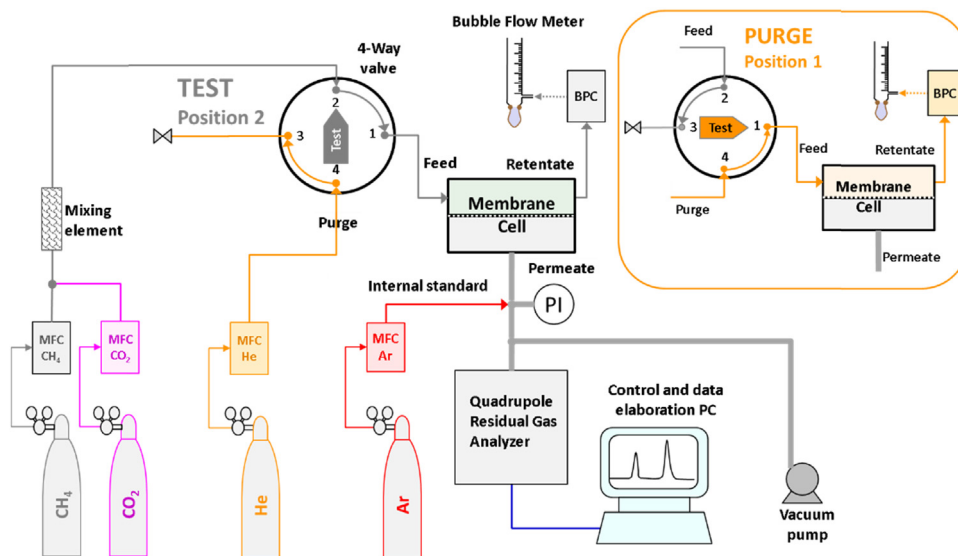 Bubble Flow Meter
PURGE
Position 1
Feed
4-Way
valve
TEST
Position 2
2
1
3
4
Test
BPC
Feed
Retentate
Purge
2
1
3
4
Test
BPC
Feed
Retentate
Purge
Membrane
Cell
Permeate
Mixing
element
Membrane
Cell
Permeate
Internal standard
PI
MFC
CH₄
MFC
CO₂
MFC
He
MFC
Ar
Quadrupole
Residual Gas
Analyzer
Control and data
elaboration PC
CH₄
CO₂
He
Ar
Vacuum
pump